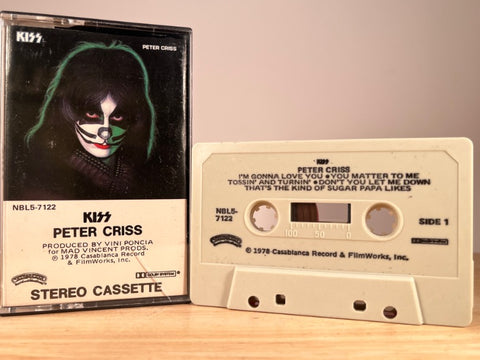 KISS
PETER CRISS
NBL5-7122
KISS
PETER CRISS
PRODUCED BY VINI PONCIA
for MAD VINCENT PRODS.
℗ 1978 Casablanca Record
& FilmWorks, Inc.
DOLBY SYSTEM
STEREO CASSETTE
KISS
PETER CRISS
I'M GONNA LOVE YOU • YOU MATTER TO ME
TOSSIN' AND TURNIN' • DON'T YOU LET ME DOWN
THAT'S THE KIND OF SUGAR PAPA LIKES
NBL5-
7122
SIDE 1
100 50 0
℗ 1978 Casablanca Record & FilmWorks, Inc.